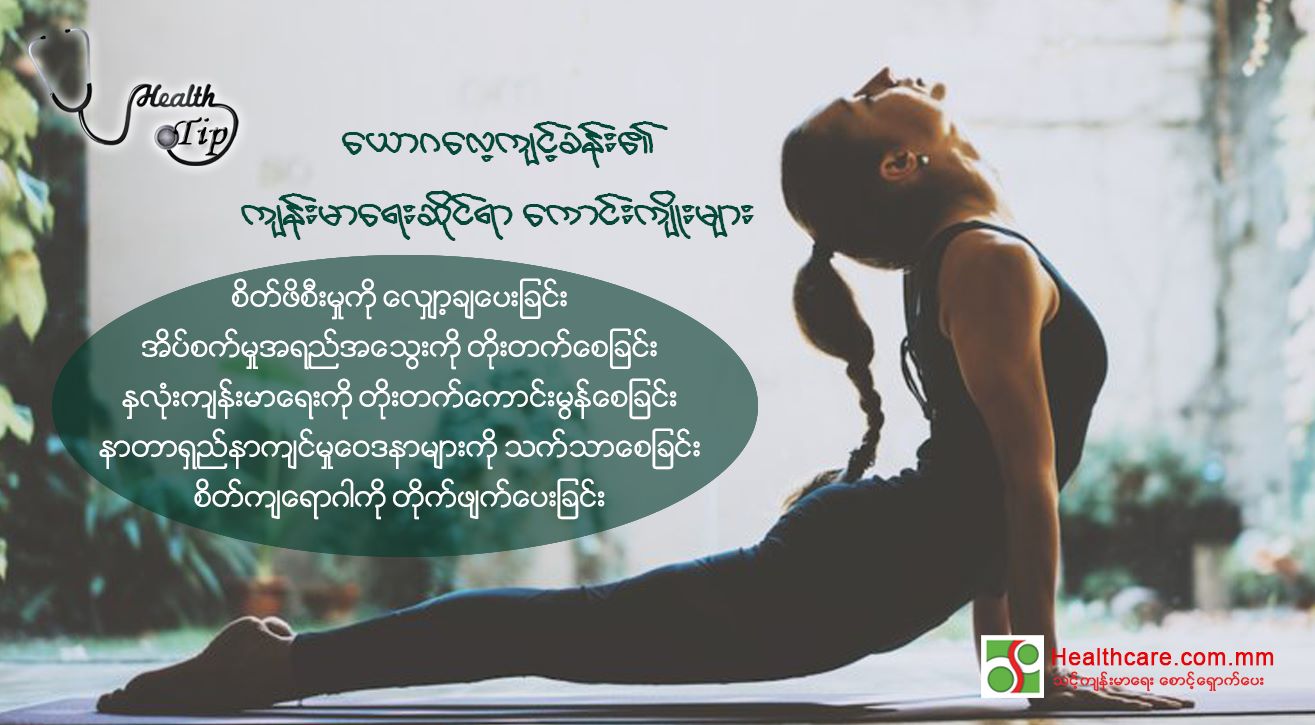 Health
Tip
ယောဂလေ့ကျင့်ခန်း၏
ကျန်းမာရေးဆိုင်ရာ ကောင်းကျိုးများ
စိတ်ဖိစီးမှုကို လျှော့ချပေးခြင်း
အိပ်စက်မှုအရည်အသွေးကို တိုးတက်စေခြင်း
နှလုံးကျန်းမာရေးကို တိုးတက်ကောင်းမွန်စေခြင်း
နာတာရှည်နာကျင်မှုဝေဒနာများကို သက်သာစေခြင်း
စိတ်ကျရောဂါကို တိုက်ဖျက်ပေးခြင်း
Healthcare.com.mm
သင့်ကျန်းမာရေး စောင့်ရှောက်ပေး